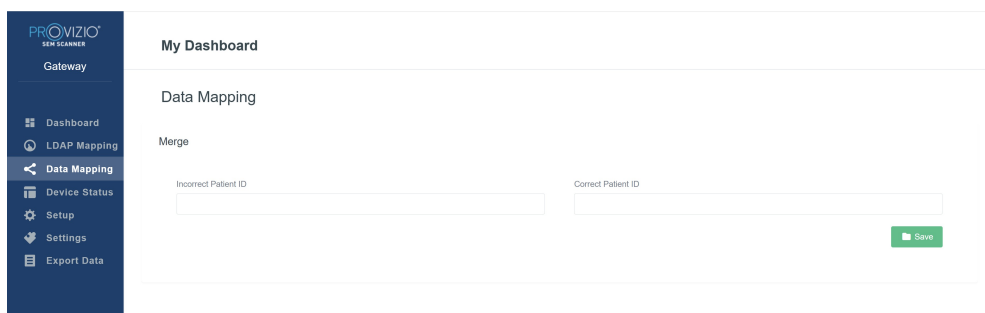 PROVIZIO®
SEM SCANNER
Gateway
Dashboard
LDAP Mapping
Data Mapping
Device Status
Setup
Settings
Export Data
My Dashboard
Data Mapping
Merge
Incorrect Patient ID
Correct Patient ID
Save